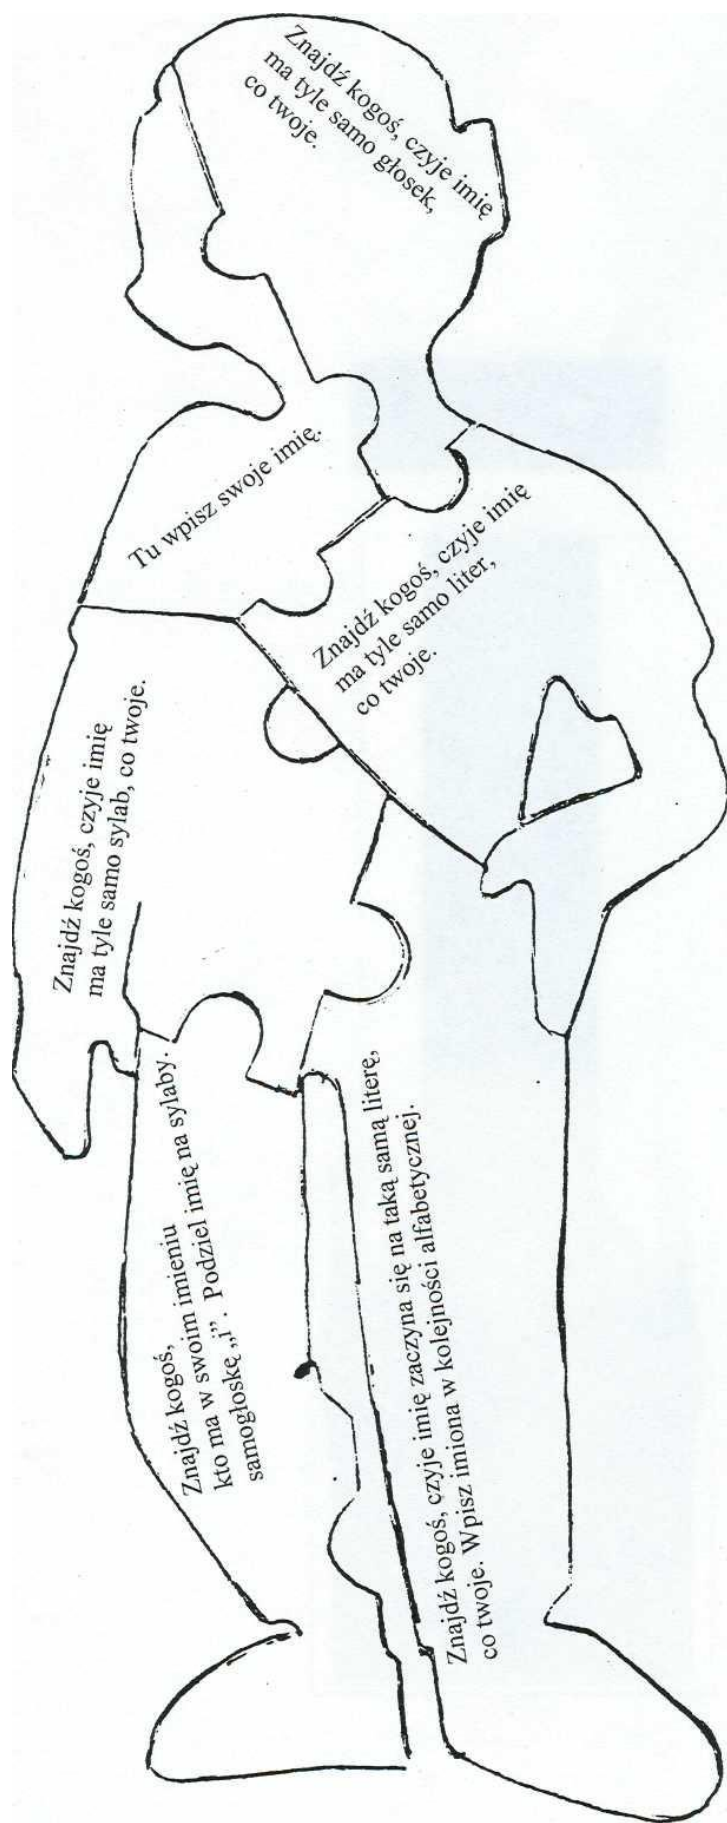 Znajdź kogoś, czyje imię
ma tyle samo głosek,
co twoje.
Tu wpisz swoje imię.
Znajdź kogoś, czyje imię
ma tyle samo liter,
co twoje.
Znajdź kogoś, czyje imię
ma tyle samo sylab, co twoje.
Znajdź kogoś,
kto ma w swoim imieniu
samogłoskę „i”. Podziel imię na sylaby.
Znajdź kogoś, czyje imię zaczyna się na taką samą literę,
co twoje. Wpisz imiona w kolejności alfabetycznej.